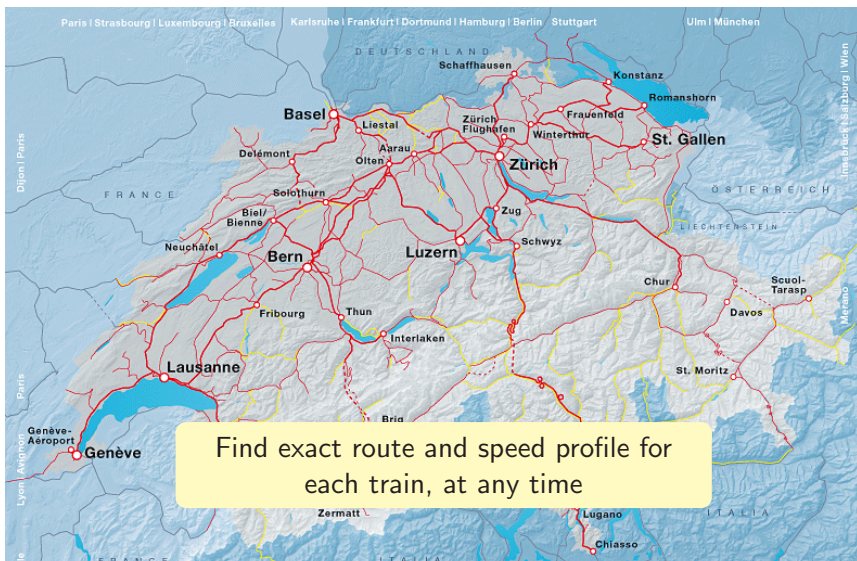 Paris | Strasbourg | Luxembourg | Bruxelles
Karlsruhe | Frankfurt | Dortmund | Hamburg | Berlin
Stuttgart
Ulm | München
DEUTSCHLAND
Schaffhausen
Konstanz
Romanshorn
Basel
Liestal
Zürich
Flughafen
Frauenfeld
Winterthur
St. Gallen
Innsbruck | Salzburg | Wien
Dijon | Paris
Delémont
Aarau
Olten
Zürich
FRANCE
Solothurn
ÖSTERREICH
Biel/
Bienne
Zug
LIECHTENSTEIN
Neuchâtel
Bern
Luzern
Schwyz
Chur
Scuol-
Tarasp
Merano
Fribourg
Thun
Davos
Interlaken
Lausanne
St. Moritz
Paris
Brig
Genève-
Aéroport
Genève
Lyon | Avignon
Find exact route and speed profile for
each train, at any time
Zermatt
Lugano
ITALIA
Chiasso
FRANCE
ITALIA